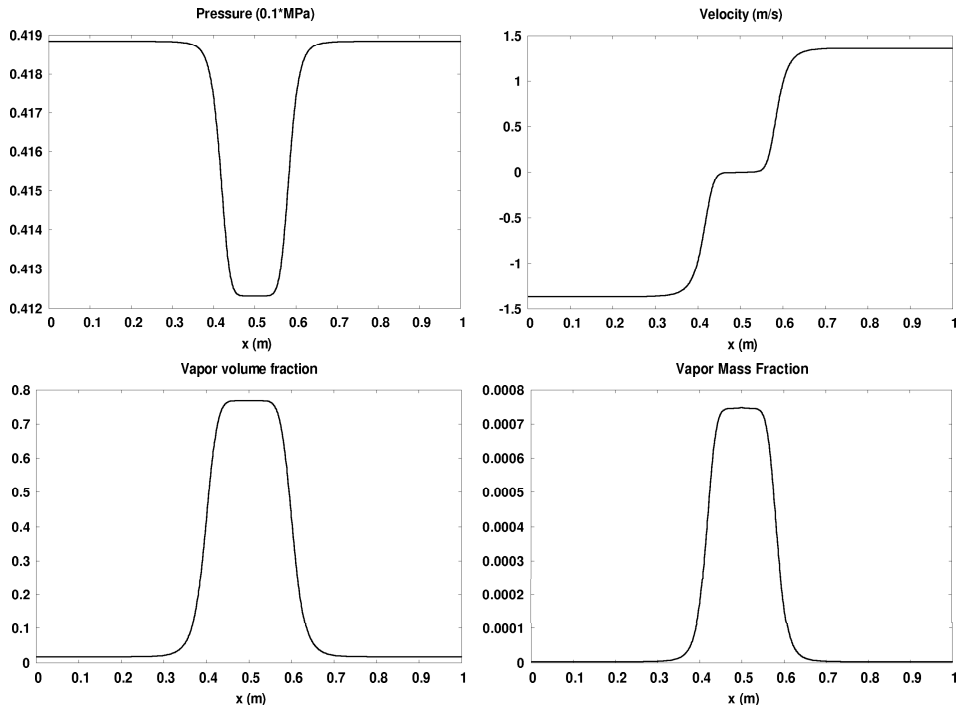 Pressure (0.1*MPa)
0.419
0.418
0.417
0.416
0.415
0.414
0.413
0.412
0 0.1 0.2 0.3 0.4 0.5 0.6 0.7 0.8 0.9 1
x (m)
Velocity (m/s)
1.5
1
0.5
0
-0.5
-1
-1.5
0 0.1 0.2 0.3 0.4 0.5 0.6 0.7 0.8 0.9 1
x (m)
Vapor volume fraction
0.8
0.7
0.6
0.5
0.4
0.3
0.2
0.1
0
0 0.1 0.2 0.3 0.4 0.5 0.6 0.7 0.8 0.9 1
x (m)
Vapor Mass Fraction
0.0008
0.0007
0.0006
0.0005
0.0004
0.0003
0.0002
0.0001
0
0 0.1 0.2 0.3 0.4 0.5 0.6 0.7 0.8 0.9 1
x (m)